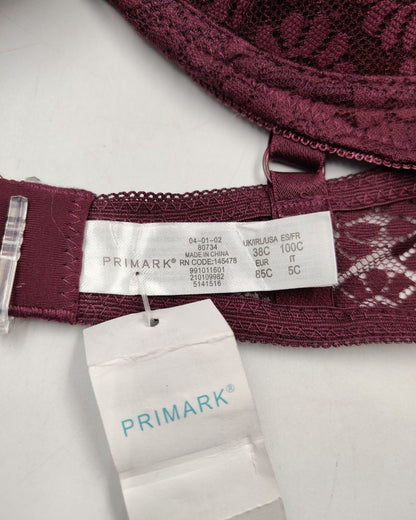 04-01-02
80734
MADE IN CHINA
PRIMARK® RN CODE:145478
991011601
210109982
5141516
UK/IRL/USA ES/FR
38C 100C
EUR IT
85C 5C
PRIMARK®